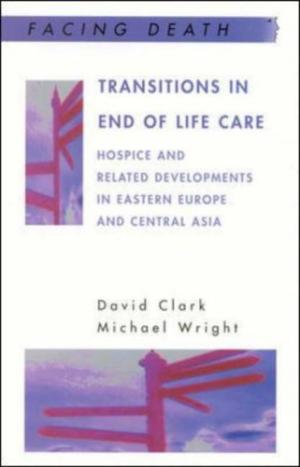 FACING DEATH
TRANSITIONS IN
END OF LIFE CARE
HOSPICE AND
RELATED DEVELOPMENTS
IN EASTERN EUROPE
AND CENTRAL ASIA
David Clark
Michael Wright